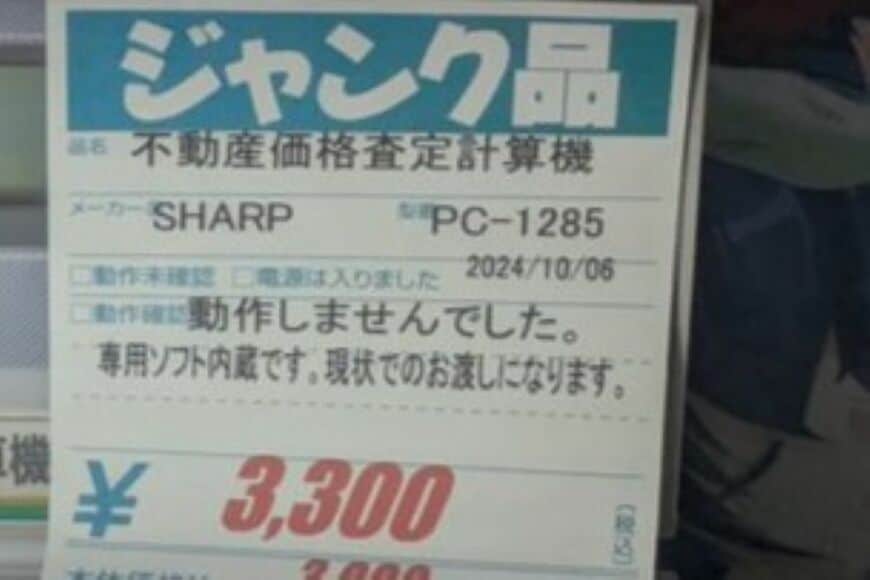 ジャンク品
品名 不動産価格査定計算機
メーカー名 SHARP 型番 PC-1285
2024/10/06
□動作未確認 □電源は入りました
□動作確認 動作しませんでした。
専用ソフト内蔵です。現状でのお渡しになります。
機
¥ 3,300
3,000